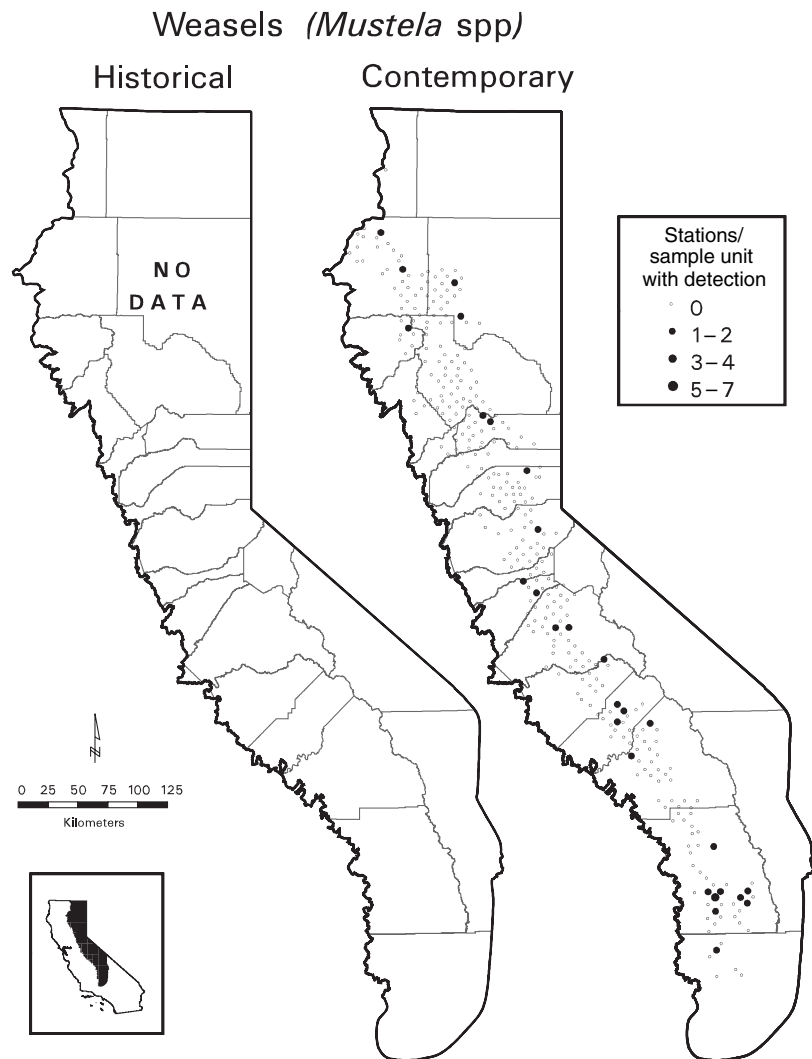 Weasels (Mustela spp)
Historical
Contemporary
NO
DATA
Stations/
sample unit
with detection
0
1–2
3–4
5–7
N
0 25 50 75 100 125
Kilometers